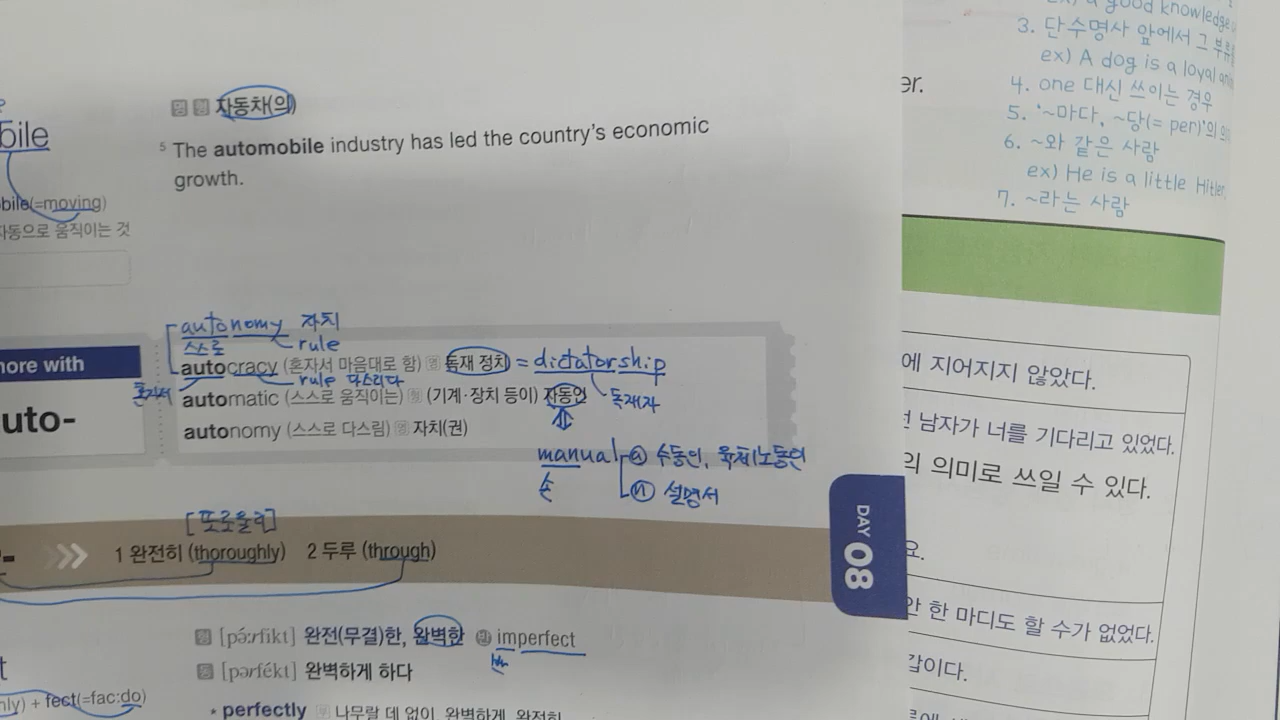 bile
명 형 자동차(의)
5 The automobile industry has led the country's economic
growth.
bile(=moving)
자동으로 움직이는 것
autonomy 자치
스스로 rule
more with
autocracy (혼자서 마음대로 함) 명 독재 정치 = dictatorship
혼자서 rule 다스리다
uto-
automatic (스스로 움직이는) 형 (기계·장치 등이) 자동의 독재자
autonomy (스스로 다스림) 명 자치(권)
manual ⓐ 수동의, 육체노동의
손 ⓝ 설명서
[또로울리]
1 완전히 (thoroughly) 2 두루 (through)
DAY
08
형 [pə́ːrfikt] 완전(무결)한, 완벽한 반 imperfect
not
t
동 [pərfékt] 완벽하게 하다
nly) + fect(=fac:do)
* perfectly 부 나무랄 데 없이, 완벽하게, 완전히
ex) a good knowledge
3. 단수명사 앞에서 그
ex) A dog is a loyal
er.
4. one 대신 쓰이는 경우
5. '~마다, ~당(= per)'의
6. ~와 같은 사람
ex) He is a little Hitler.
7. ~라는 사람
에 지어지지 않았다.
남자가 너를 기다리고 있었다.
의 의미로 쓰일 수 있다.
요.
한 마디도 할 수가 없었다.
값이다.